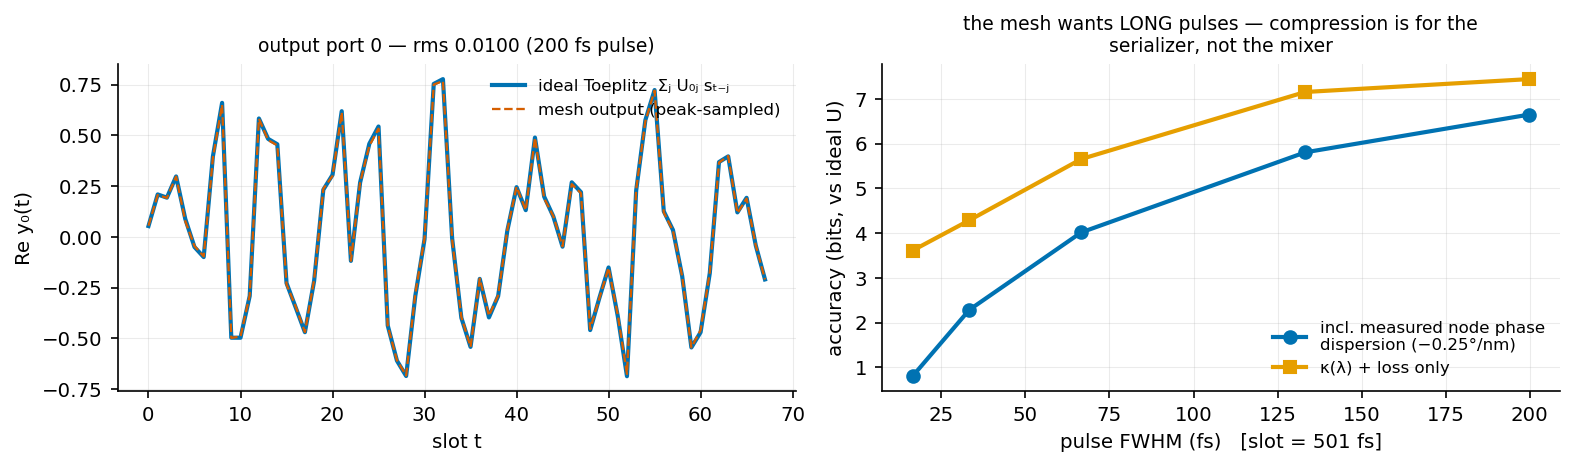 output port 0 — rms 0.0100 (200 fs pulse)
0.75
0.50
0.25
0.00
−0.25
−0.50
−0.75
Re y₀(t)
ideal Toeplitz Σⱼ U₀ⱼ sₜ₋ⱼ
mesh output (peak-sampled)
0 10 20 30 40 50 60 70
slot t
the mesh wants LONG pulses — compression is for the
serializer, not the mixer
7
6
5
4
3
2
1
accuracy (bits, vs ideal U)
incl. measured node phase
dispersion (−0.25°/nm)
κ(λ) + loss only
25 50 75 100 125 150 175 200
pulse FWHM (fs) [slot = 501 fs]